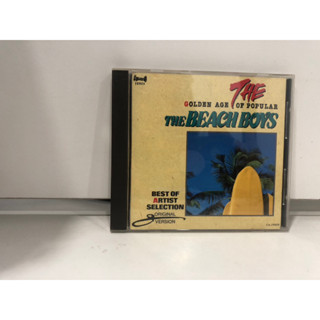 THE
GOLDEN AGE OF POPULAR
THE BEACH BOYS
BEST OF
ARTIST
SELECTION
ORIGINAL
VERSION